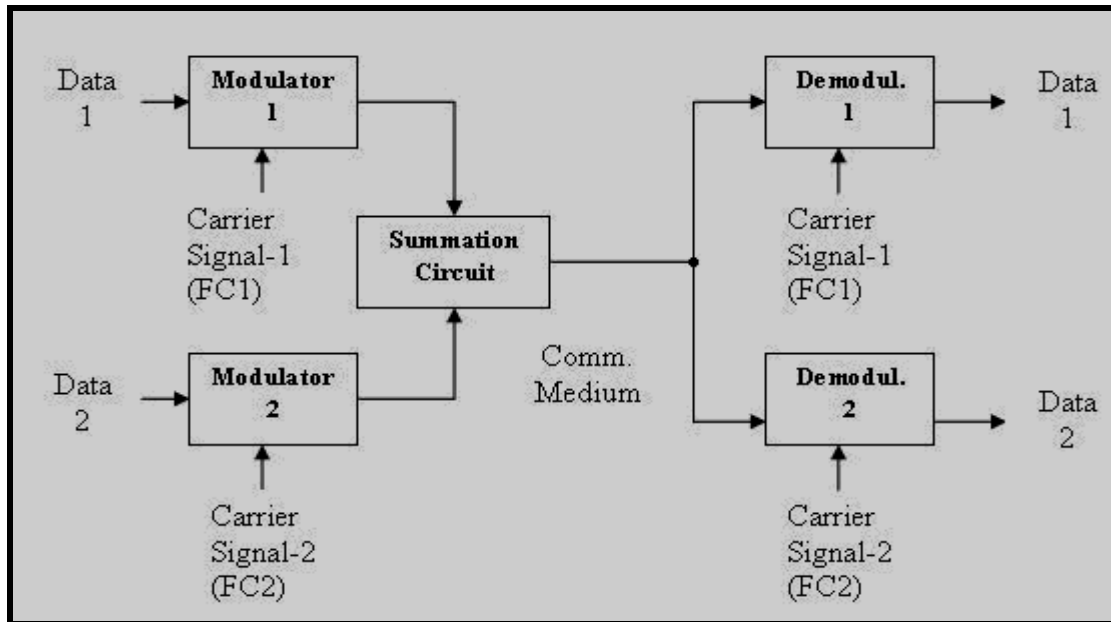 Data
1
Modulator
1
Carrier
Signal-1
(FC1)
Data
2
Modulator
2
Carrier
Signal-2
(FC2)
Summation
Circuit
Comm.
Medium
Demodul.
1
Carrier
Signal-1
(FC1)
Data
1
Demodul.
2
Carrier
Signal-2
(FC2)
Data
2